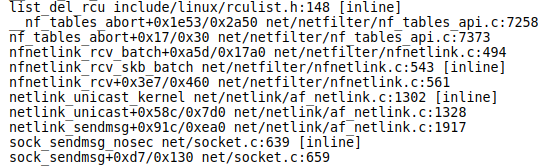 list_del_rcu include/linux/rculist.h:148 [inline]
__nf_tables_abort+0x1e53/0x2a50 net/netfilter/nf_tables_api.c:7258
nf_tables_abort+0x17/0x30 net/netfilter/nf_tables_api.c:7373
nfnetlink_rcv_batch+0xa5d/0x17a0 net/netfilter/nfnetlink.c:494
nfnetlink_rcv_skb_batch net/netfilter/nfnetlink.c:543 [inline]
nfnetlink_rcv+0x3e7/0x460 net/netfilter/nfnetlink.c:561
netlink_unicast_kernel net/netlink/af_netlink.c:1302 [inline]
netlink_unicast+0x58c/0x7d0 net/netlink/af_netlink.c:1328
netlink_sendmsg+0x91c/0xea0 net/netlink/af_netlink.c:1917
sock_sendmsg_nosec net/socket.c:639 [inline]
sock_sendmsg+0xd7/0x130 net/socket.c:659